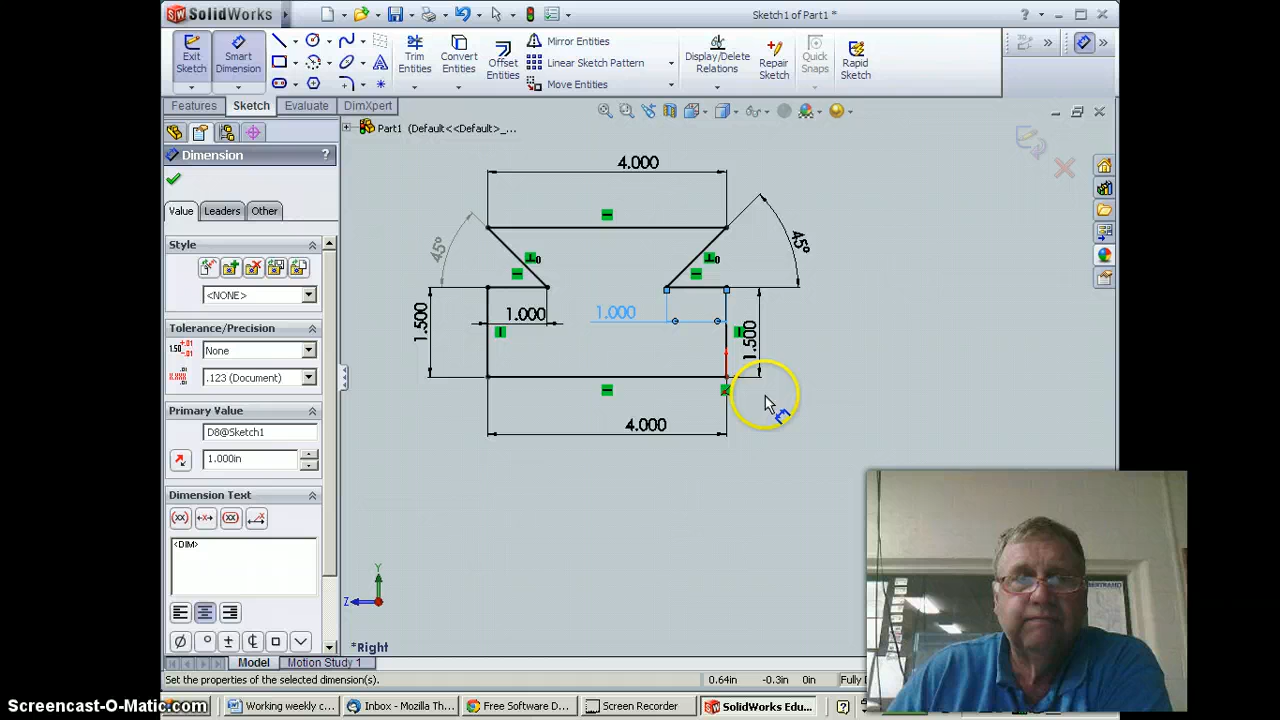 SolidWorks
Sketch1 of Part1 *
Exit Sketch
Smart Dimension
Trim Entities
Convert Entities
Offset Entities
Mirror Entities
Linear Sketch Pattern
Move Entities
Display/Delete Relations
Repair Sketch
Quick Snaps
Rapid Sketch
Features
Sketch
Evaluate
DimXpert
Part1 (Default<<Default>_...
Dimension
?
Value
Leaders
Other
Style
<NONE>
Tolerance/Precision
None
.123 (Document)
Primary Value
D8@Sketch1
1.000in
Dimension Text
<DIM>
4.000
45°
45°
1.500
1.000
1.000
1.500
4.000
Y
Z
*Right
Model
Motion Study 1
Set the properties of the selected dimension(s).
0.64in
-0.3in
0in
Fully D
Screencast-O-Matic.com
Working weekly c...
Inbox - Mozilla Th...
Free Software D...
Screen Recorder
SolidWorks Edu...